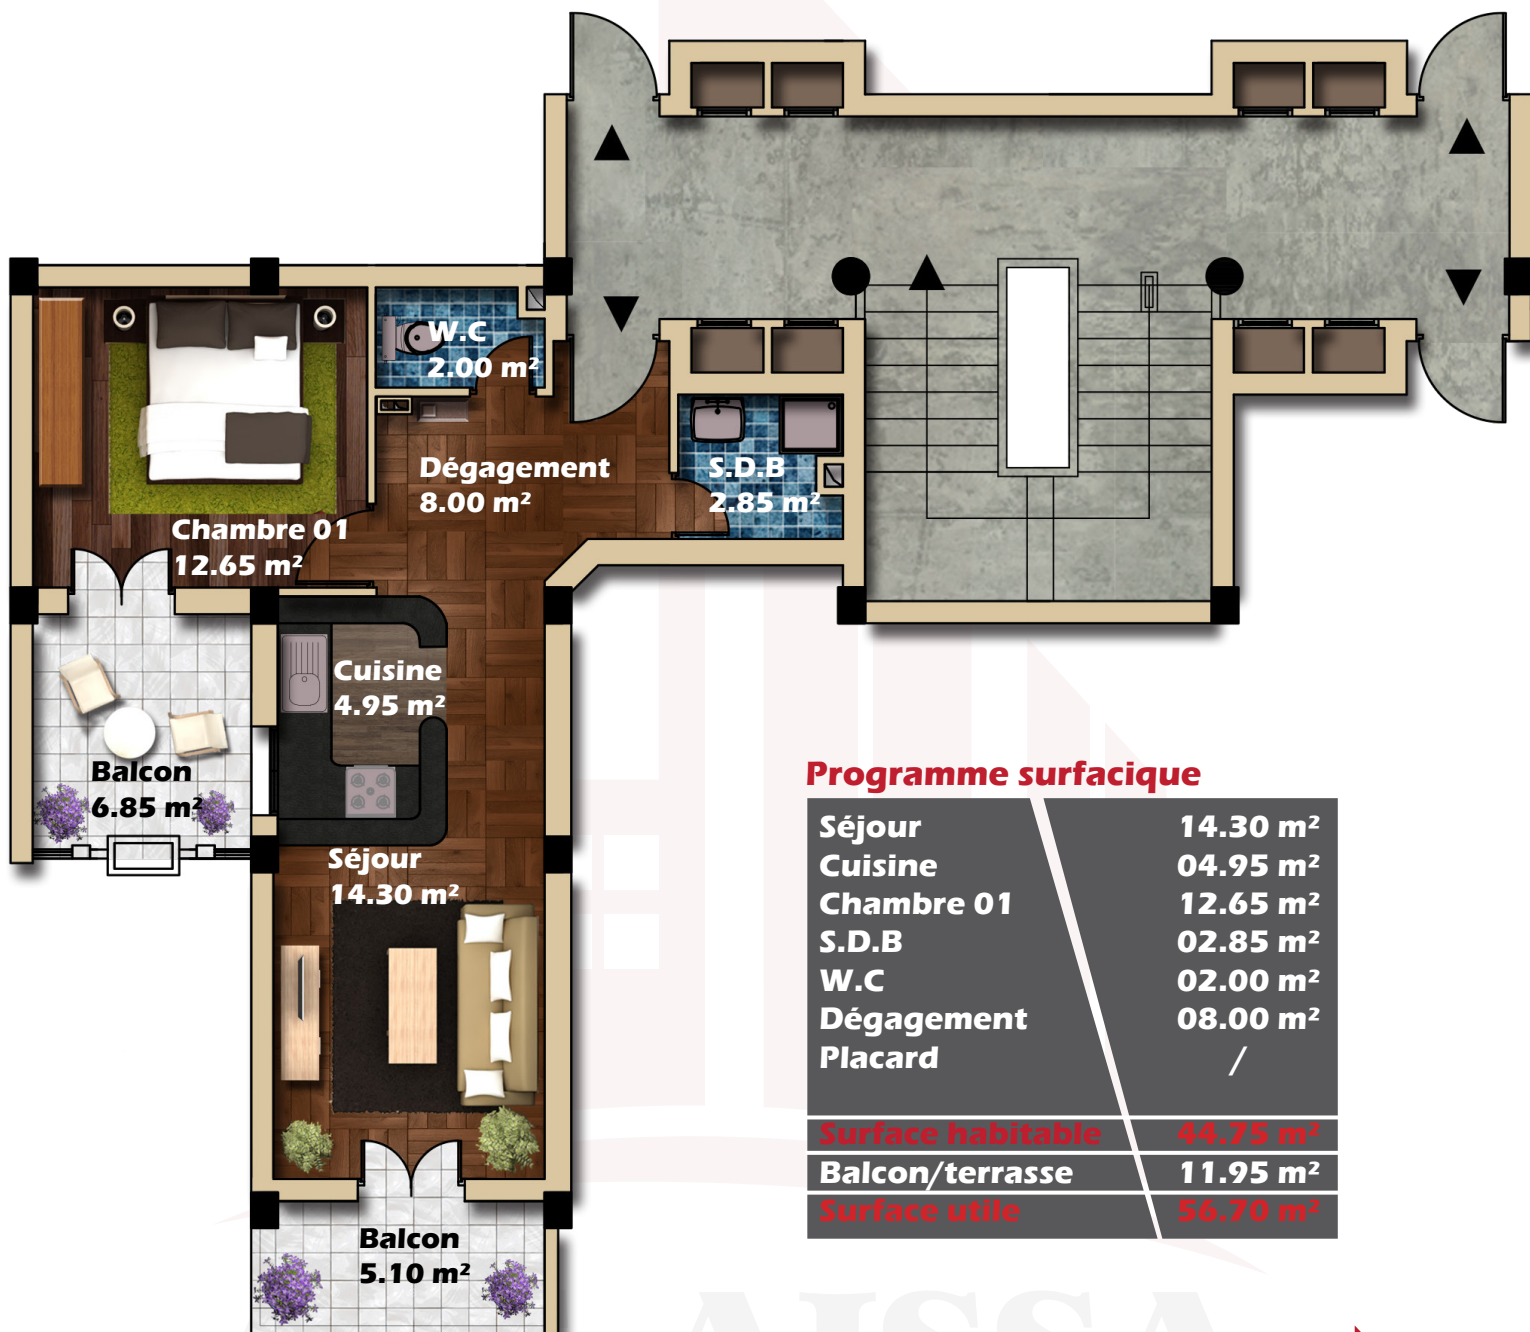 W.C
2.00 m²
Dégagement
8.00 m²
S.D.B
2.85 m²
Chambre 01
12.65 m²
Cuisine
4.95 m²
Balcon
6.85 m²
Séjour
14.30 m²
Balcon
5.10 m²
Programme surfacique
Séjour 14.30 m²
Cuisine 04.95 m²
Chambre 01 12.65 m²
S.D.B 02.85 m²
W.C 02.00 m²
Dégagement 08.00 m²
Placard /
Surface habitable 44.75 m²
Balcon/terrasse 11.95 m²
Surface utile 56.70 m²
AISSA